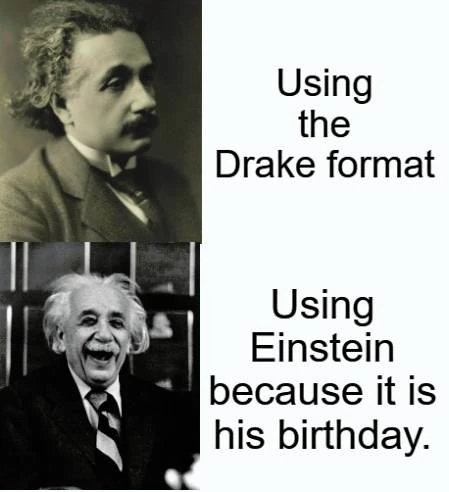 Using
the
Drake format
Using
Einstein
because it is
his birthday.